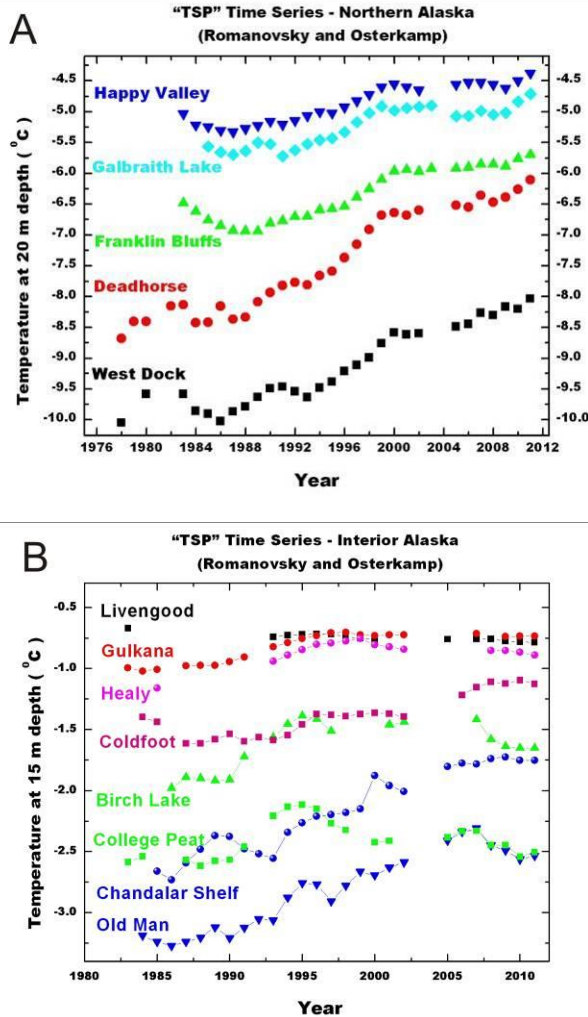 A
"TSP" Time Series - Northern Alaska
(Romanovsky and Osterkamp)
Temperature at 20 m depth ( °C )
-4.5
-5.0
-5.5
-6.0
-6.5
-7.0
-7.5
-8.0
-8.5
-9.0
-9.5
-10.0
Happy Valley
Galbraith Lake
Franklin Bluffs
Deadhorse
West Dock
-4.5
-5.0
-5.5
-6.0
-6.5
-7.0
-7.5
-8.0
-8.5
-9.0
-9.5
-10.0
1976 1980 1984 1988 1992 1996 2000 2004 2008 2012
Year
B
"TSP" Time Series - Interior Alaska
(Romanovsky and Osterkamp)
Temperature at 15 m depth ( °C )
-0.5
-1.0
-1.5
-2.0
-2.5
-3.0
Livengood
Gulkana
Healy
Coldfoot
Birch Lake
College Peat
Chandalar Shelf
Old Man
1980 1985 1990 1995 2000 2005 2010
Year